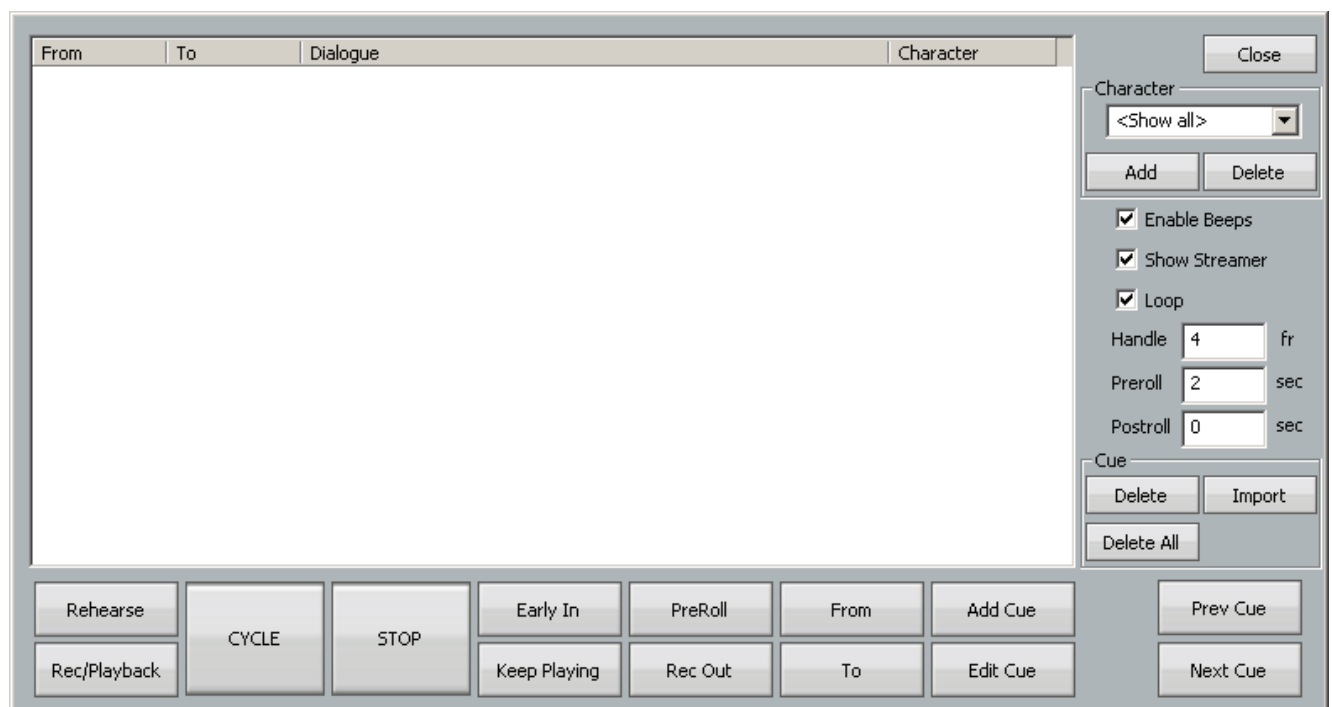 From To Dialogue Character
Close
Character
<Show all>
Add Delete
Enable Beeps
Show Streamer
Loop
Handle 4 fr
Preroll 2 sec
Postroll 0 sec
Cue
Delete Import
Delete All
Rehearse CYCLE STOP Early In PreRoll From Add Cue Prev Cue
Rec/Playback Keep Playing Rec Out To Edit Cue Next Cue